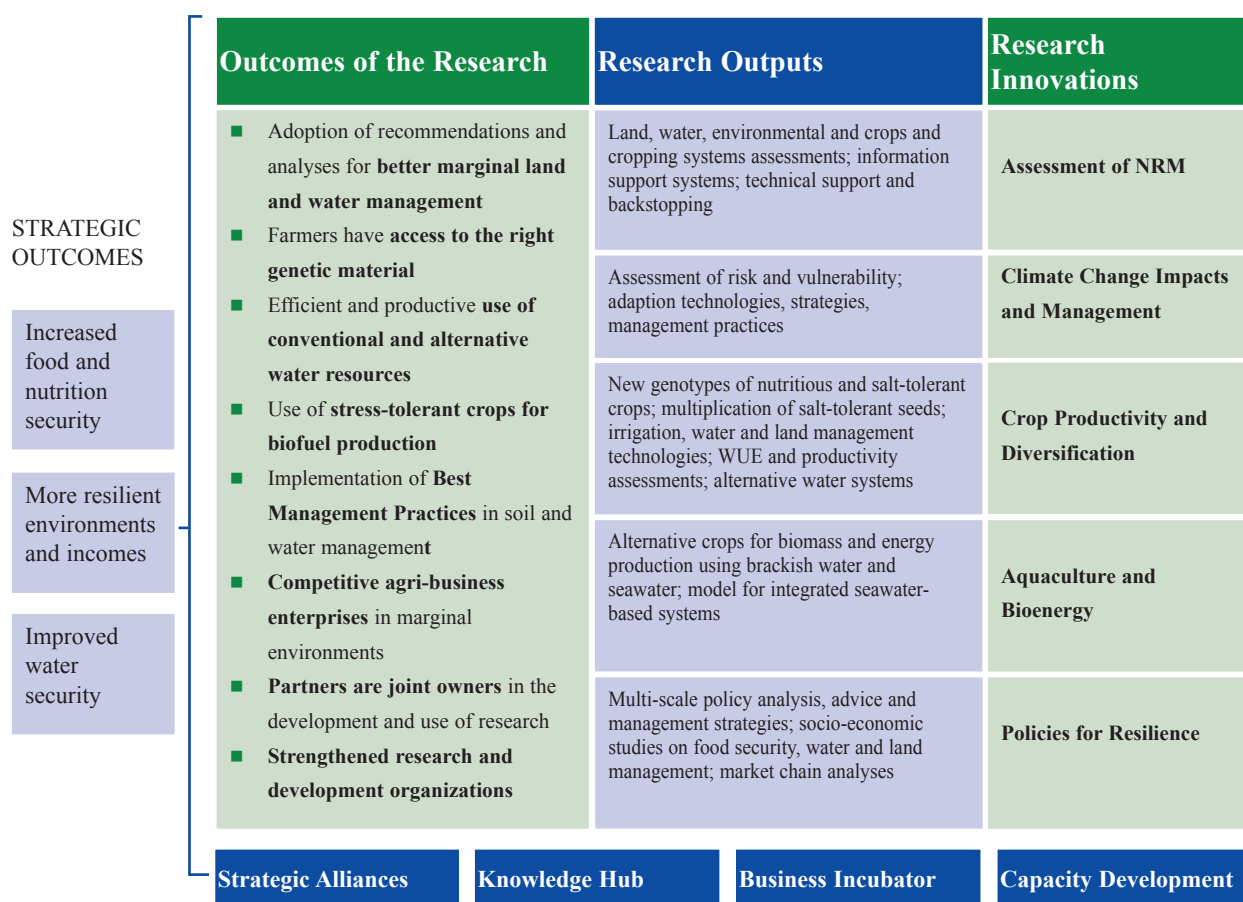 STRATEGIC
OUTCOMES
Increased
food and
nutrition
security
More resilient
environments
and incomes
Improved
water
security
Outcomes of the Research
Adoption of recommendations and
analyses for better marginal land
and water management
Farmers have access to the right
genetic material
Efficient and productive use of
conventional and alternative
water resources
Use of stress-tolerant crops for
biofuel production
Implementation of Best
Management Practices in soil and
water management
Competitive agri-business
enterprises in marginal
environments
Partners are joint owners in the
development and use of research
Strengthened research and
development organizations
Research Outputs
Land, water, environmental and crops and
cropping systems assessments; information
support systems; technical support and
backstopping
Assessment of risk and vulnerability;
adaption technologies, strategies,
management practices
New genotypes of nutritious and salt-tolerant
crops; multiplication of salt-tolerant seeds;
irrigation, water and land management
technologies; WUE and productivity
assessments; alternative water systems
Alternative crops for biomass and energy
production using brackish water and
seawater; model for integrated seawater-
based systems
Multi-scale policy analysis, advice and
management strategies; socio-economic
studies on food security, water and land
management; market chain analyses
Research
Innovations
Assessment of NRM
Climate Change Impacts
and Management
Crop Productivity and
Diversification
Aquaculture and
Bioenergy
Policies for Resilience
Strategic Alliances
Knowledge Hub
Business Incubator
Capacity Development